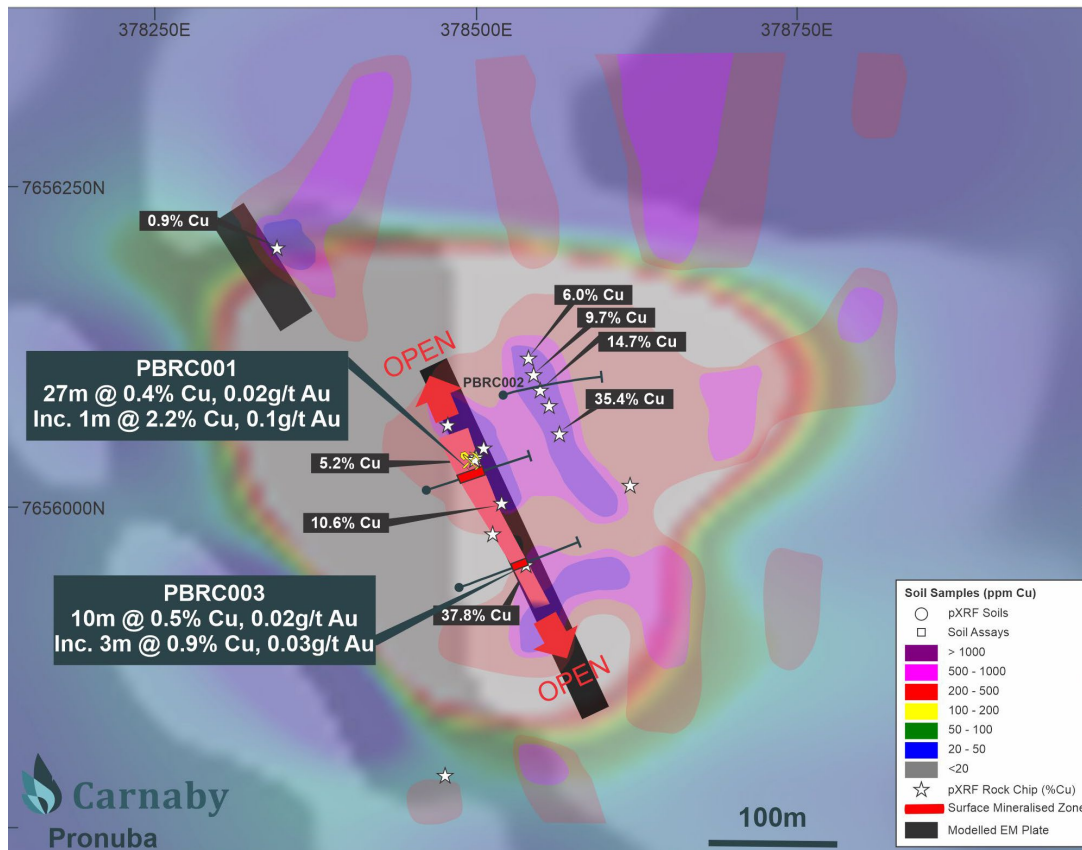 378250E
378500E
378750E
7656250N
0.9% Cu
6.0% Cu
9.7% Cu
14.7% Cu
OPEN
PBRC002
35.4% Cu
PBRC001
27m @ 0.4% Cu, 0.02g/t Au
Inc. 1m @ 2.2% Cu, 0.1g/t Au
5.2% Cu
7656000N
10.6% Cu
PBRC003
10m @ 0.5% Cu, 0.02g/t Au
Inc. 3m @ 0.9% Cu, 0.03g/t Au
37.8% Cu
OPEN
Soil Samples (ppm Cu)
pXRF Soils
Soil Assays
> 1000
500 - 1000
200 - 500
100 - 200
50 - 100
20 - 50
<20
pXRF Rock Chip (%Cu)
Surface Mineralised Zone
Modelled EM Plate
Carnaby
Pronuba
100m